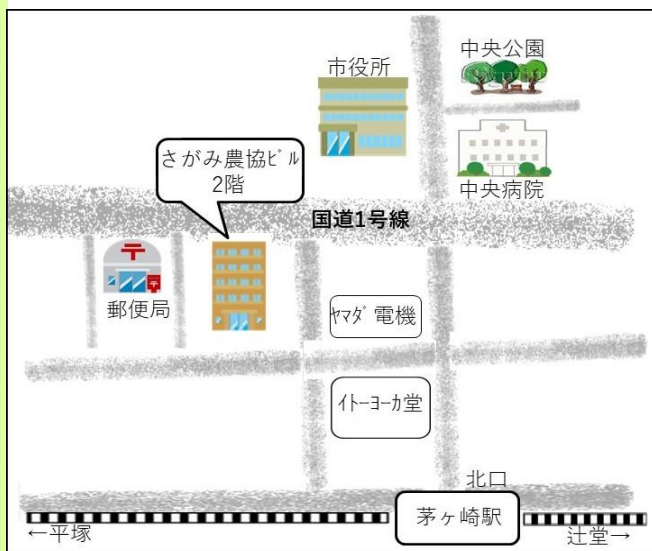 市役所
中央公園
さがみ農協ﾋﾞﾙ
2階
中央病院
国道1号線
郵便局
ﾔﾏﾀﾞ電機
ｲﾄｰﾖｰｶ堂
北口
茅ヶ崎駅
←平塚
辻堂→